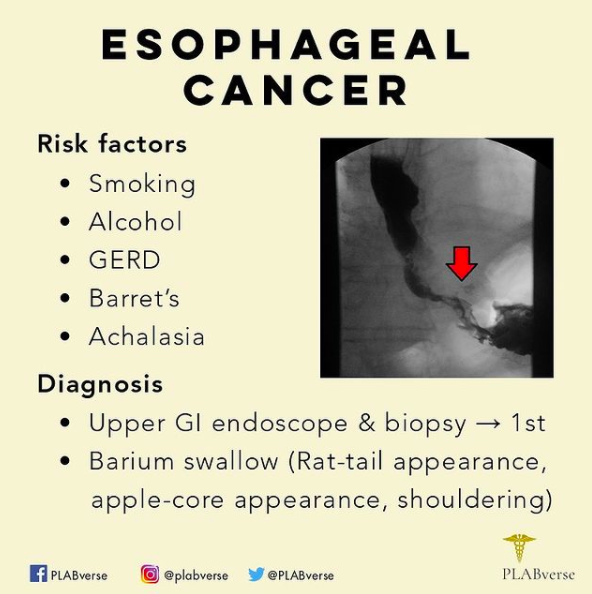 ESOPHAGEAL
CANCER
Risk factors
• Smoking
• Alcohol
• GERD
• Barret's
• Achalasia
Diagnosis
• Upper GI endoscope & biopsy → 1st
• Barium swallow (Rat-tail appearance,
apple-core appearance, shouldering)
PLABverse
@plabverse
@PLABverse
PLABverse